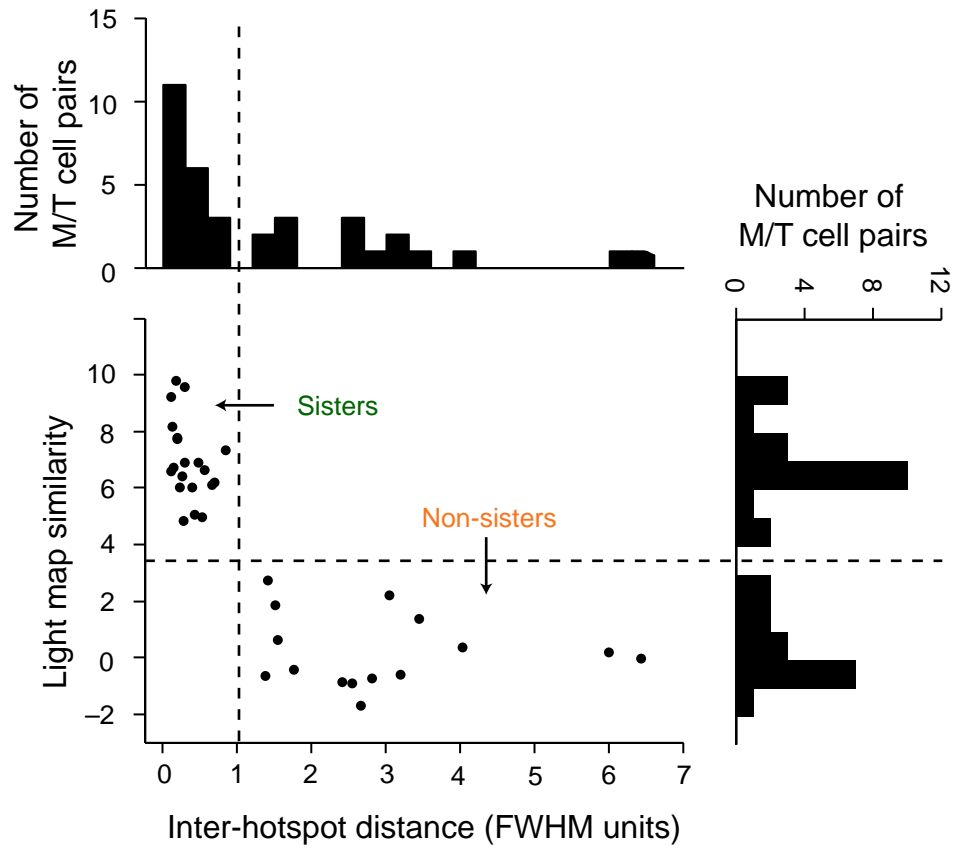 Number of
M/T cell pairs
15
10
5
0
Number of
M/T cell pairs
0
4
8
12
Light map similarity
10
8
6
4
2
0
–2
Sisters
Non-sisters
0 1 2 3 4 5 6 7
Inter-hotspot distance (FWHM units)